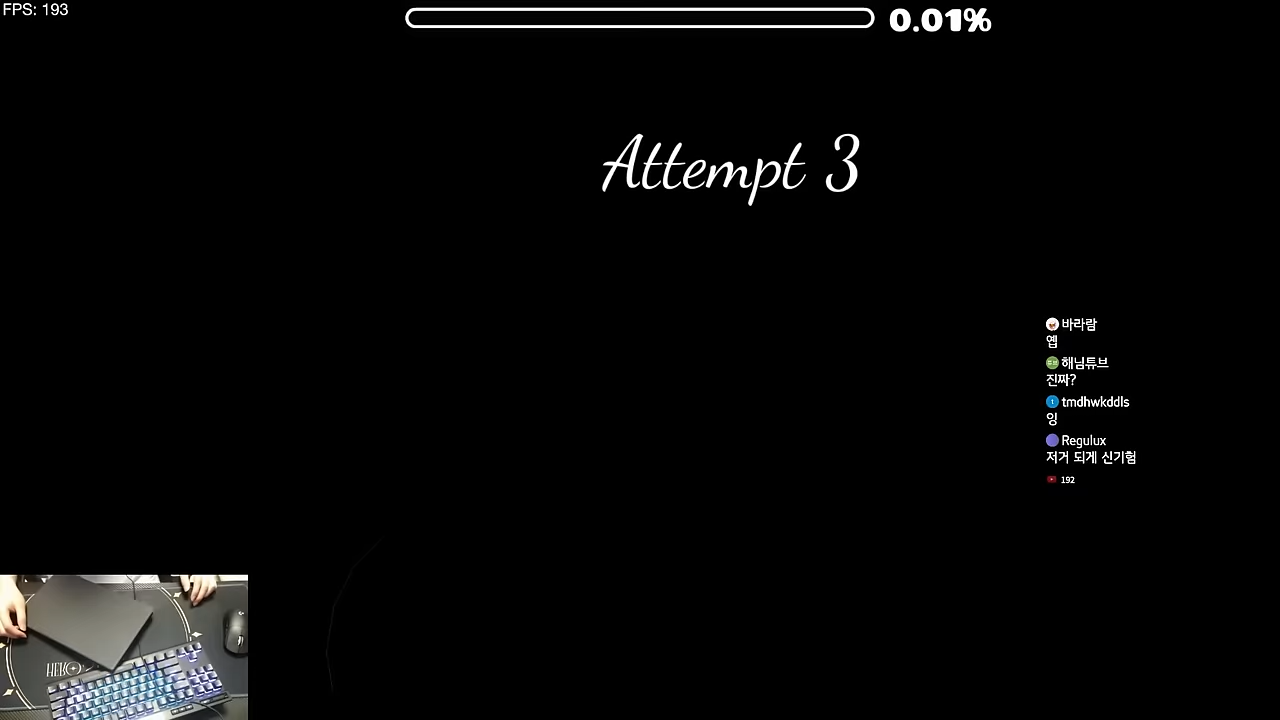 FPS: 193
0.01%
Attempt 3
바라람
옙
해님튜브
진짜?
t tmdhwkddls
잉
Regulux
저거 되게 신기험
192